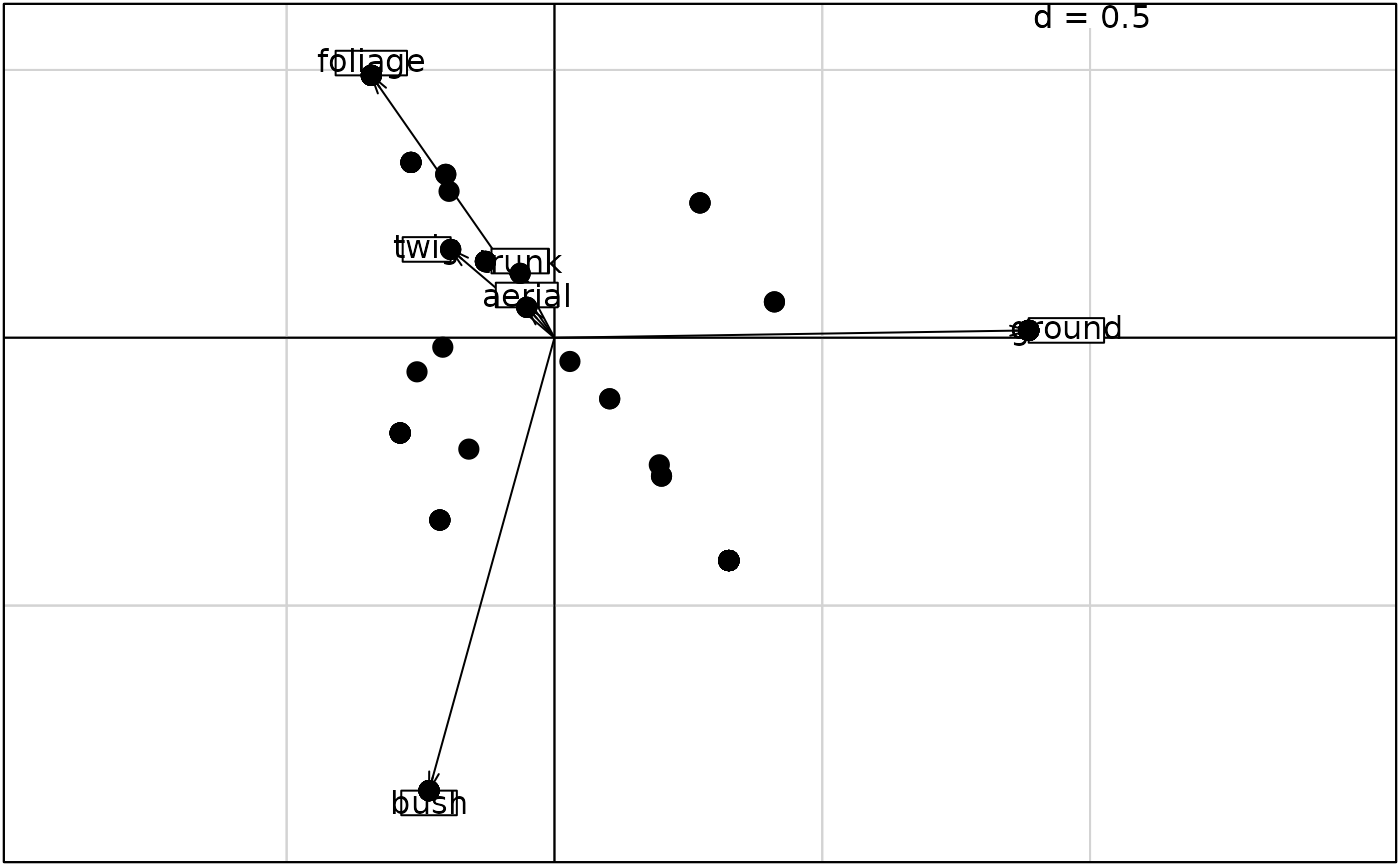 d = 0.5
foliage
twig
trunk
aerial
ground
bush